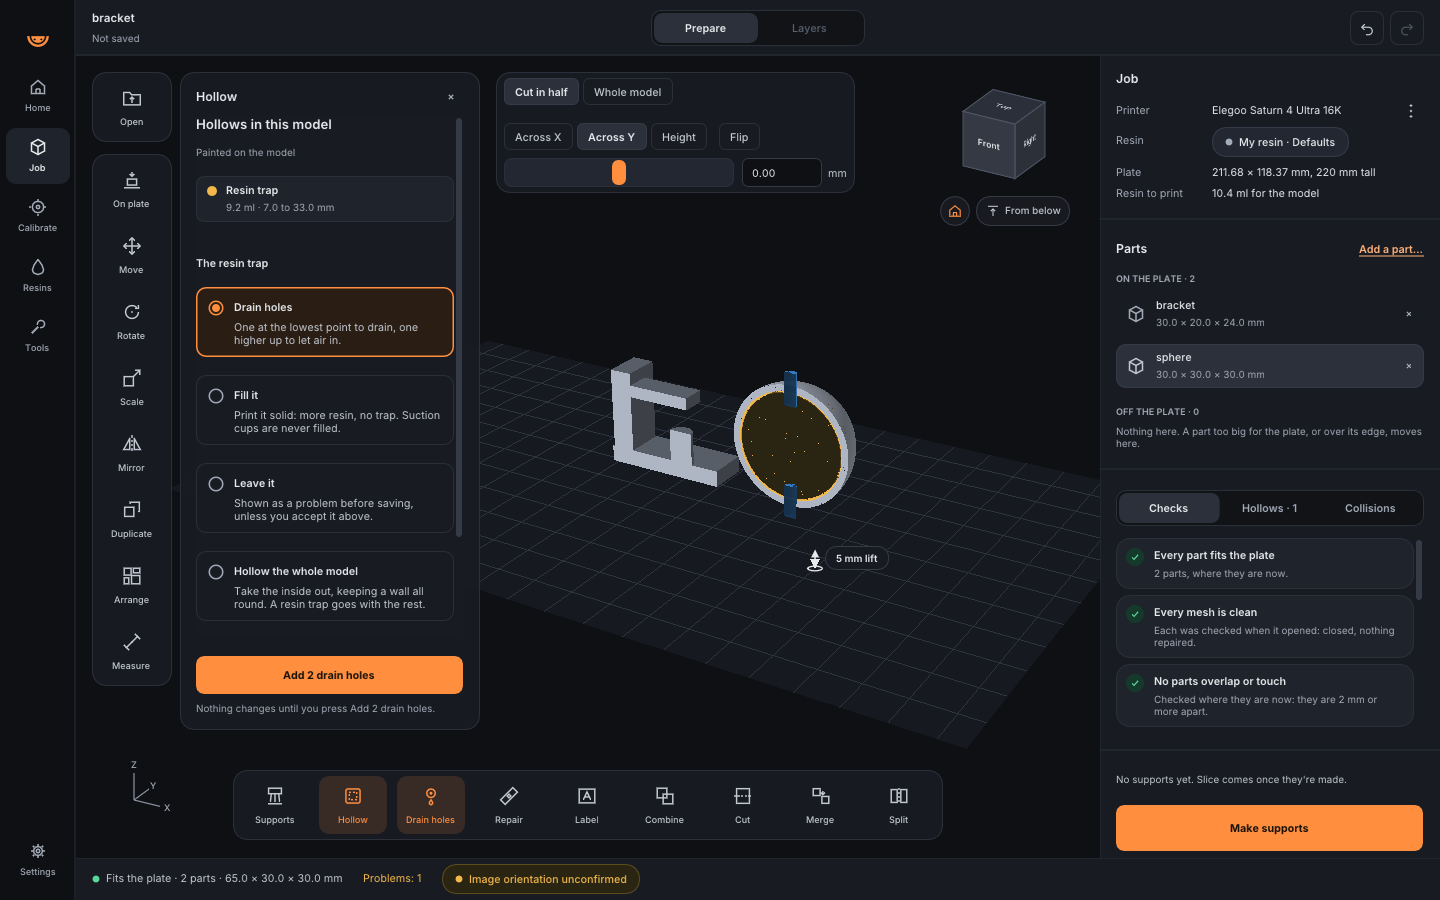 bracket
Not saved
Prepare
Layers
Home
Job
Calibrate
Resins
Tools
Settings
Open
On plate
Move
Rotate
Scale
Mirror
Duplicate
Arrange
Measure
Hollow
×
Hollows in this model
Painted on the model
Resin trap
9.2 ml · 7.0 to 33.0 mm
The resin trap
Drain holes
One at the lowest point to drain, one
higher up to let air in.
Fill it
Print it solid: more resin, no trap. Suction
cups are never filled.
Leave it
Shown as a problem before saving,
unless you accept it above.
Hollow the whole model
Take the inside out, keeping a wall all
round. A resin trap goes with the rest.
Add 2 drain holes
Nothing changes until you press Add 2 drain holes.
Cut in half
Whole model
Across X
Across Y
Height
Flip
0.00
mm
Top
Front
Right
From below
5 mm lift
Z
Y
X
Supports
Hollow
Drain holes
Repair
Label
Combine
Cut
Merge
Split
Job
Printer
Elegoo Saturn 4 Ultra 16K
Resin
My resin · Defaults
Plate
211.68 × 118.37 mm, 220 mm tall
Resin to print
10.4 ml for the model
Parts
Add a part...
ON THE PLATE · 2
bracket
30.0 × 20.0 × 24.0 mm
×
sphere
30.0 × 30.0 × 30.0 mm
×
OFF THE PLATE · 0
Nothing here. A part too big for the plate, or over its edge, moves
here.
Checks
Hollows · 1
Collisions
Every part fits the plate
2 parts, where they are now.
Every mesh is clean
Each was checked when it opened: closed, nothing
repaired.
No parts overlap or touch
Checked where they are now: they are 2 mm or
more apart.
No supports yet. Slice comes once they're made.
Make supports
Fits the plate · 2 parts · 65.0 × 30.0 × 30.0 mm
Problems: 1
Image orientation unconfirmed